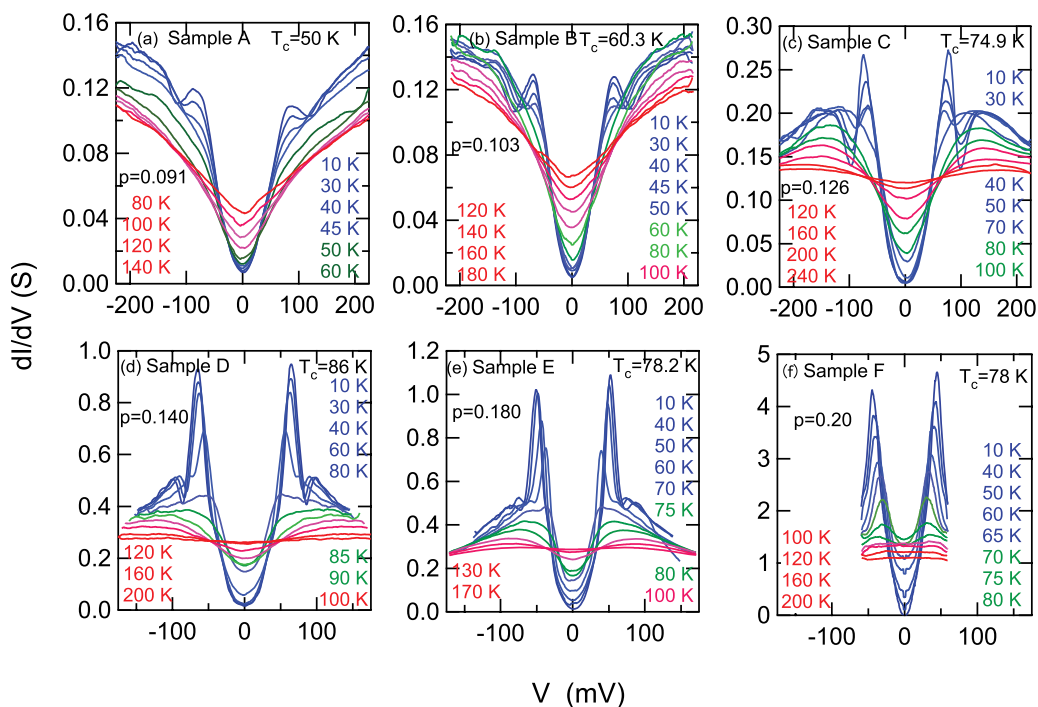 (a) Sample A T_c=50 K
0.16
0.12
0.08
0.04
0.00
p=0.091
80 K
100 K
120 K
140 K
10 K
30 K
40 K
45 K
50 K
60 K
-200 -100 0 100 200
(b) Sample B T_c=60.3 K
0.16
0.12
0.08
0.04
0.00
p=0.103
120 K
140 K
160 K
180 K
10 K
30 K
40 K
45 K
50 K
60 K
80 K
100 K
-200 -100 0 100 200
(c) Sample C T_c=74.9 K
0.30
0.25
0.20
0.15
0.10
0.05
0.00
10 K
30 K
p=0.126
120 K
160 K
200 K
240 K
40 K
50 K
70 K
80 K
100 K
-200 -100 0 100 200
dI/dV (S)
(d) Sample D T_c=86 K
1.0
0.8
0.6
0.4
0.2
0.0
p=0.140
10 K
30 K
40 K
60 K
80 K
120 K
160 K
200 K
85 K
90 K
100 K
-100 0 100
(e) Sample E T_c=78.2 K
1.2
1.0
0.8
0.6
0.4
0.2
0.0
p=0.180
10 K
40 K
50 K
60 K
70 K
75 K
130 K
170 K
80 K
100 K
-100 0 100
(f) Sample F T_c=78 K
5
4
3
2
1
0
p=0.20
10 K
40 K
50 K
60 K
65 K
70 K
75 K
80 K
100 K
120 K
160 K
200 K
-100 0 100
V (mV)